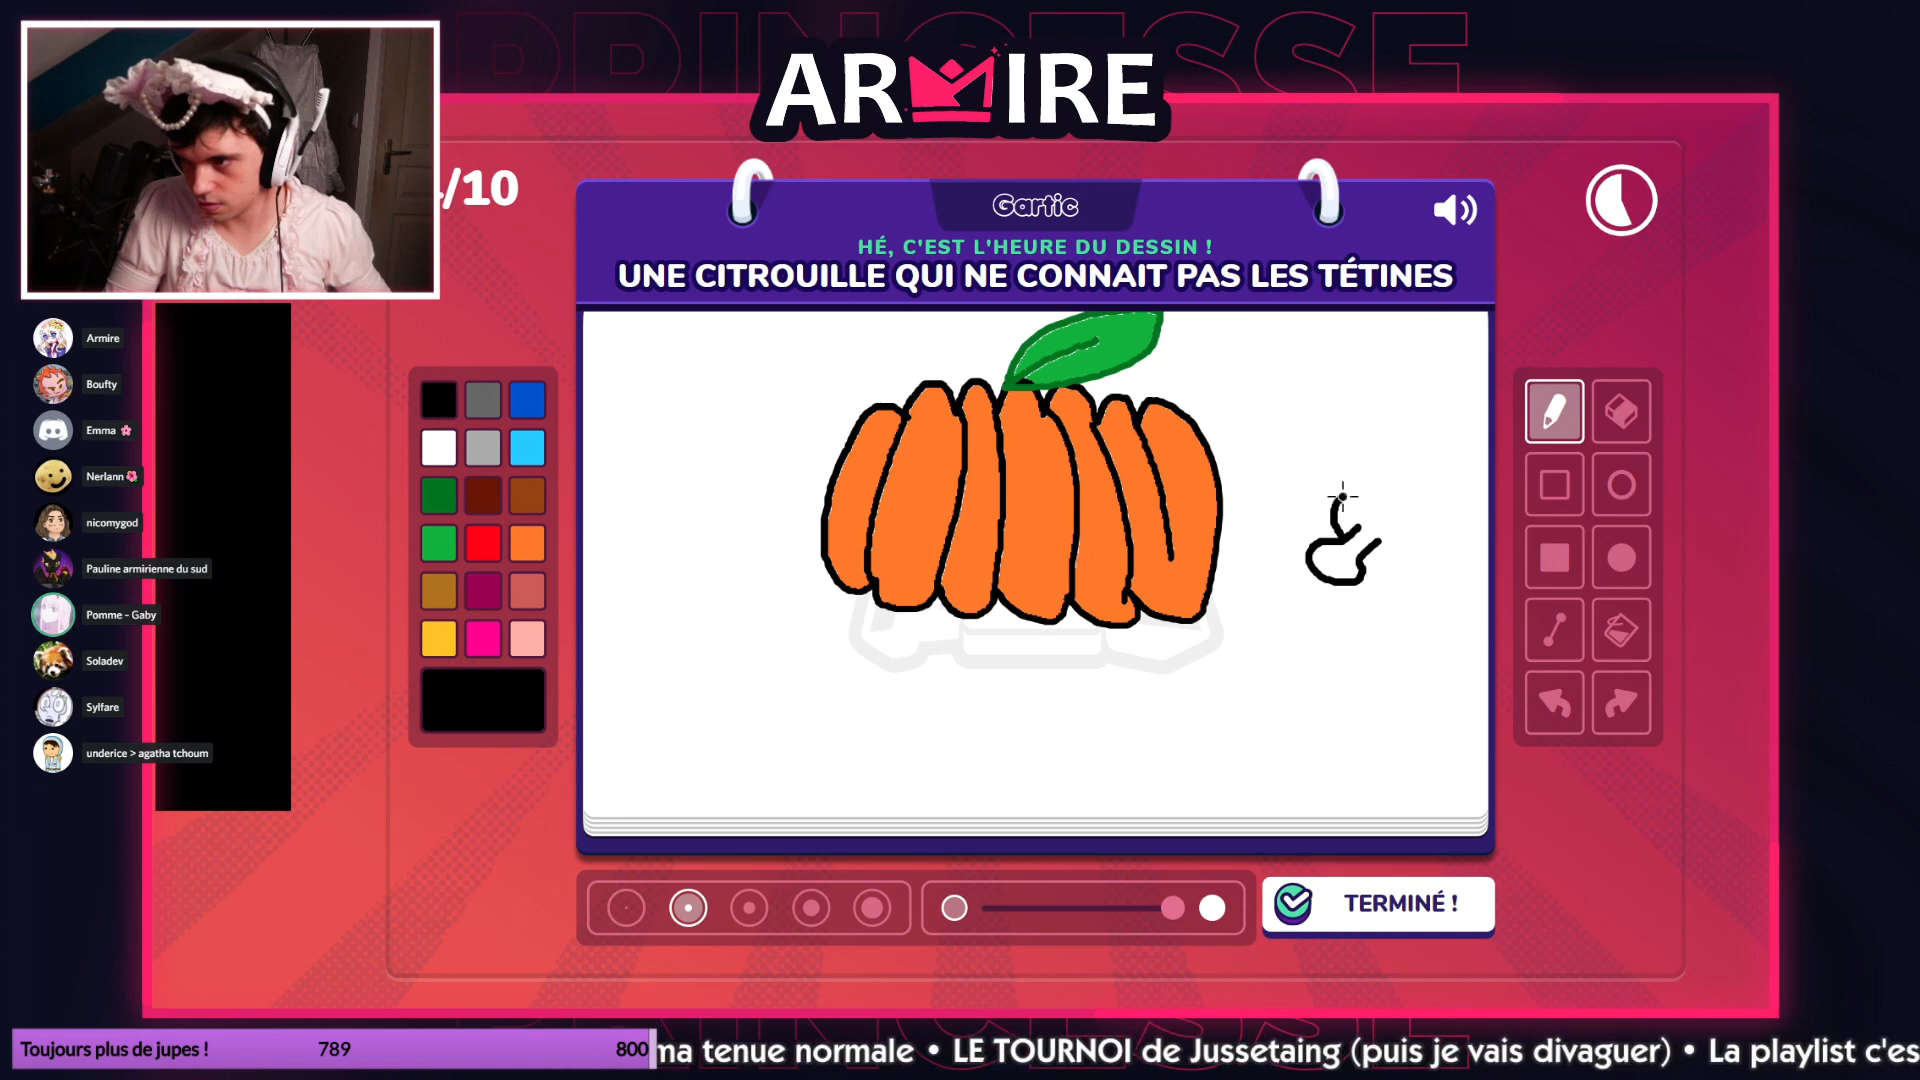 PRINCESSE
ARMIRE
/10
Gartic
HÉ, C'EST L'HEURE DU DESSIN !
UNE CITROUILLE QUI NE CONNAIT PAS LES TÉTINES
Armire
Boufty
Emma
Nerlann
nicomygod
Pauline armirienne du sud
Pomme - Gaby
Soladev
Sylfare
underice > agatha tchoum
TERMINÉ !
Toujours plus de jupes ! 789 800
ma tenue normale • LE TOURNOI de Jussetaing (puis je vais divaguer) • La playlist c'es